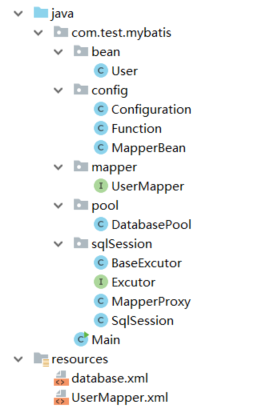 java
com.test.mybatis
bean
User
config
Configuration
Function
MapperBean
mapper
UserMapper
pool
DatabasePool
sqlSession
BaseExcutor
Excutor
MapperProxy
SqlSession
Main
resources
database.xml
UserMapper.xml